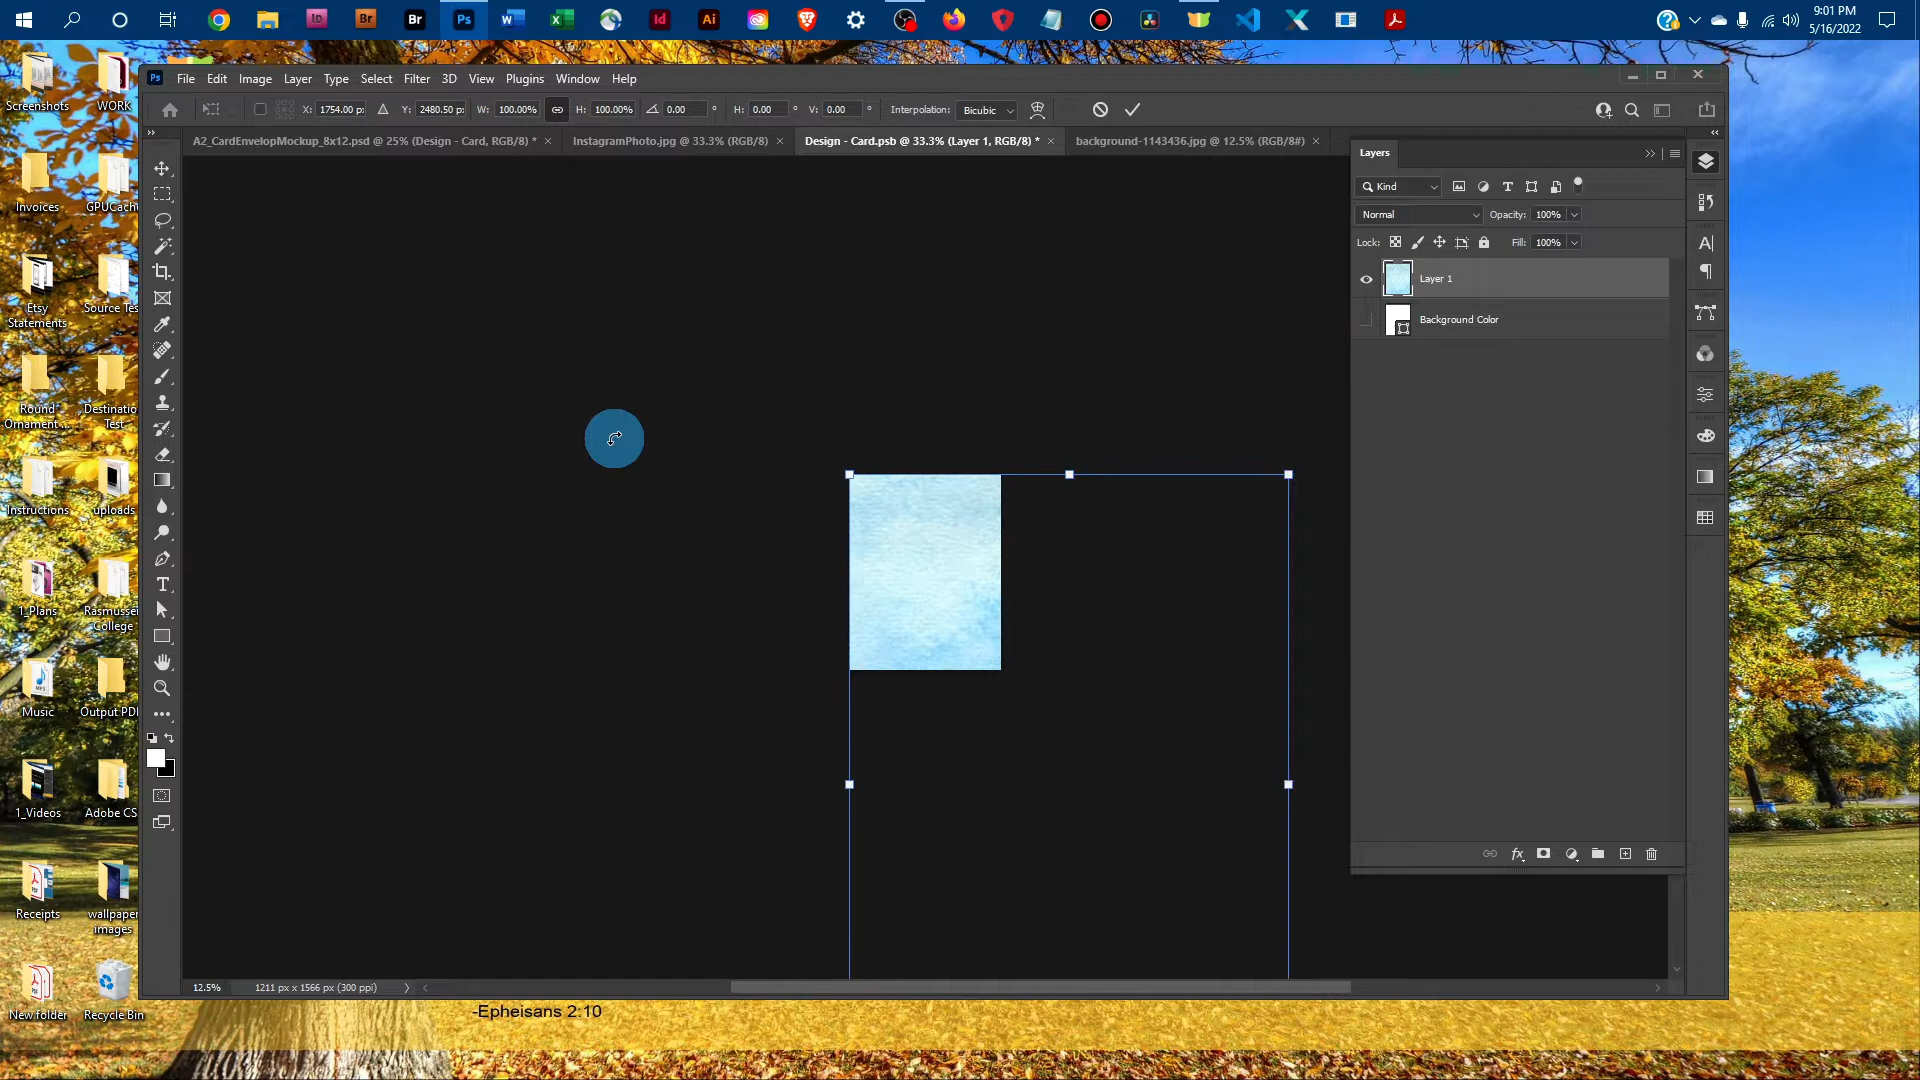 9:01 PM
5/16/2022
File Edit Image Layer Type Select Filter 3D View Plugins Window Help
X: 1754.00 px Y: 2480.50 px W: 100.00% H: 100.00% 0.00 ° H: 0.00 ° V: 0.00 ° Interpolation: Bicubic
A2_CardEnvelopMockup_8x12.psd @ 25% (Design - Card, RGB/8) * × InstagramPhoto.jpg @ 33.3% (RGB/8) × Design - Card.psb @ 33.3% (Layer 1, RGB/8) * × background-1143436.jpg @ 12.5% (RGB/8#) ×
Layers
Kind
Normal Opacity: 100%
Lock: Fill: 100%
Layer 1
Background Color
Screenshots WORK
Invoices GPUCach
Etsy
Statements Source Tes
Round
Ornament ... Destinatio
Test
Instructions uploads
1_Plans Rasmusse
College
Music Output PD
1_Videos Adobe CS
Receipts wallpaper
images
New folder Recycle Bin
12.5% 1211 px x 1566 px (300 ppi)
-Epheisans 2:10